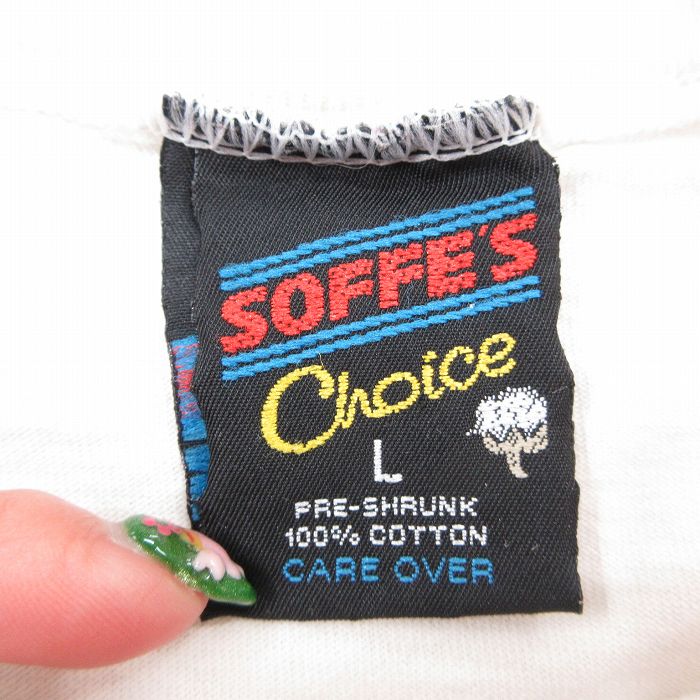 SOFFE'S
Choice
L
PRE-SHRUNK
100% COTTON
CARE OVER